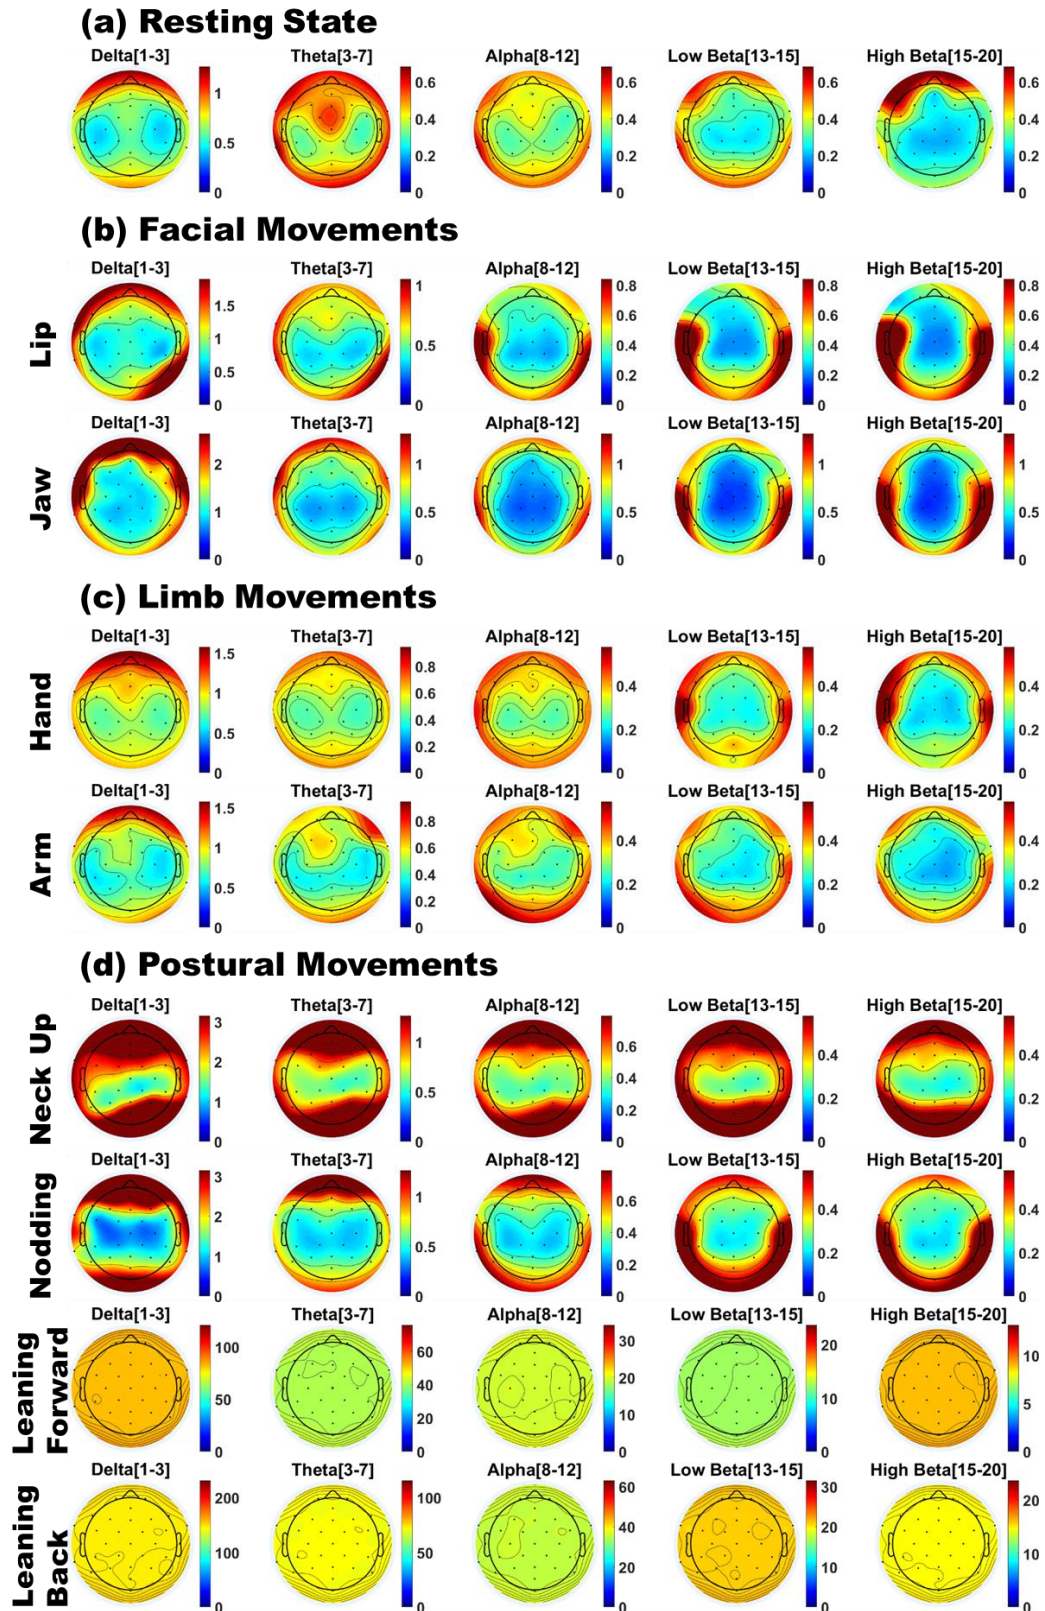 (a) Resting State
Delta[1-3] Theta[3-7] Alpha[8-12] Low Beta[13-15] High Beta[15-20]
1 0.5 0
0.6 0.4 0.2 0
0.6 0.4 0.2 0
0.6 0.4 0.2 0
0.6 0.4 0.2 0
(b) Facial Movements
Lip
Delta[1-3] Theta[3-7] Alpha[8-12] Low Beta[13-15] High Beta[15-20]
1.5 1 0.5 0
1 0.5 0
0.8 0.6 0.4 0.2 0
0.8 0.6 0.4 0.2 0
0.8 0.6 0.4 0.2 0
Jaw
Delta[1-3] Theta[3-7] Alpha[8-12] Low Beta[13-15] High Beta[15-20]
2 1 0
1 0.5 0
1 0.5 0
1 0.5 0
1 0.5 0
(c) Limb Movements
Hand
Delta[1-3] Theta[3-7] Alpha[8-12] Low Beta[13-15] High Beta[15-20]
1.5 1 0.5 0
0.8 0.6 0.4 0.2 0
0.4 0.2 0
0.4 0.2 0
0.4 0.2 0
Arm
Delta[1-3] Theta[3-7] Alpha[8-12] Low Beta[13-15] High Beta[15-20]
1.5 1 0.5 0
0.8 0.6 0.4 0.2 0
0.4 0.2 0
0.4 0.2 0
0.4 0.2 0
(d) Postural Movements
Neck Up
Delta[1-3] Theta[3-7] Alpha[8-12] Low Beta[13-15] High Beta[15-20]
3 2 1 0
1 0.5 0
0.6 0.4 0.2 0
0.4 0.2 0
0.4 0.2 0
Nodding
Delta[1-3] Theta[3-7] Alpha[8-12] Low Beta[13-15] High Beta[15-20]
3 2 1 0
1 0.5 0
0.6 0.4 0.2 0
0.4 0.2 0
0.4 0.2 0
Leaning
Forward
Delta[1-3] Theta[3-7] Alpha[8-12] Low Beta[13-15] High Beta[15-20]
100 50 0
60 40 20 0
30 20 10 0
20 10 0
10 5 0
Leaning
Back
Delta[1-3] Theta[3-7] Alpha[8-12] Low Beta[13-15] High Beta[15-20]
200 100 0
100 50 0
60 40 20 0
30 20 10 0
20 10 0